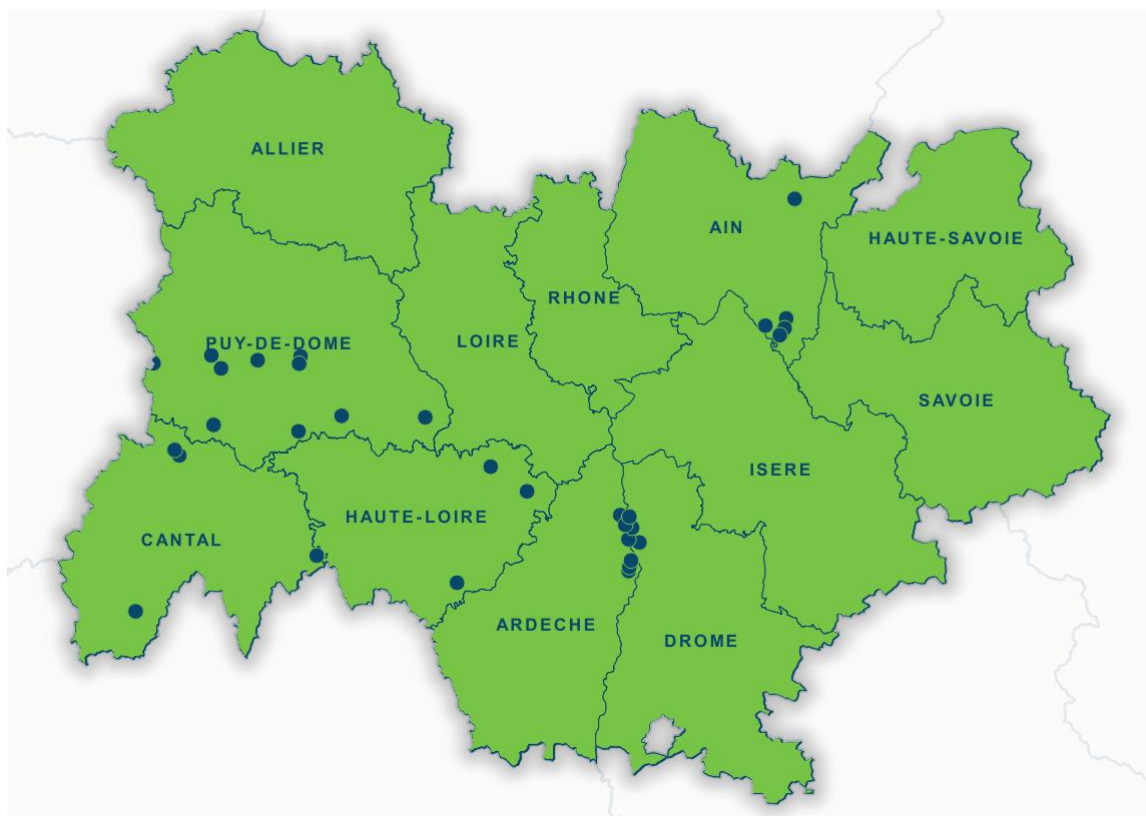 ALLIER
AIN
HAUTE-SAVOIE
RHONE
PUY-DE-DOME
LOIRE
SAVOIE
ISERE
HAUTE-LOIRE
CANTAL
ARDECHE
DROME